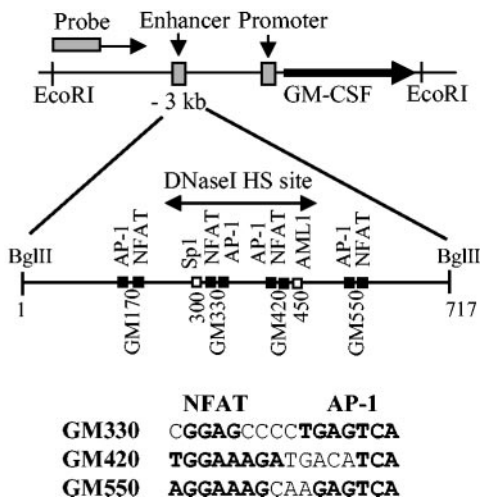 Probe Enhancer Promoter
EcoRI GM-CSF EcoRI
- 3 kb
DNaseI HS site
BglII AP-1 NFAT Sp1 NFAT AP-1 AP-1 NFAT AML1 AP-1 NFAT BglII
1 GM170 300 GM330 GM420 450 GM550 717
NFAT AP-1
GM330 CGGAGCCCCTGAGTCA
GM420 TGGAAAGATGACATCA
GM550 AGGAAAGCAAGAGTCA